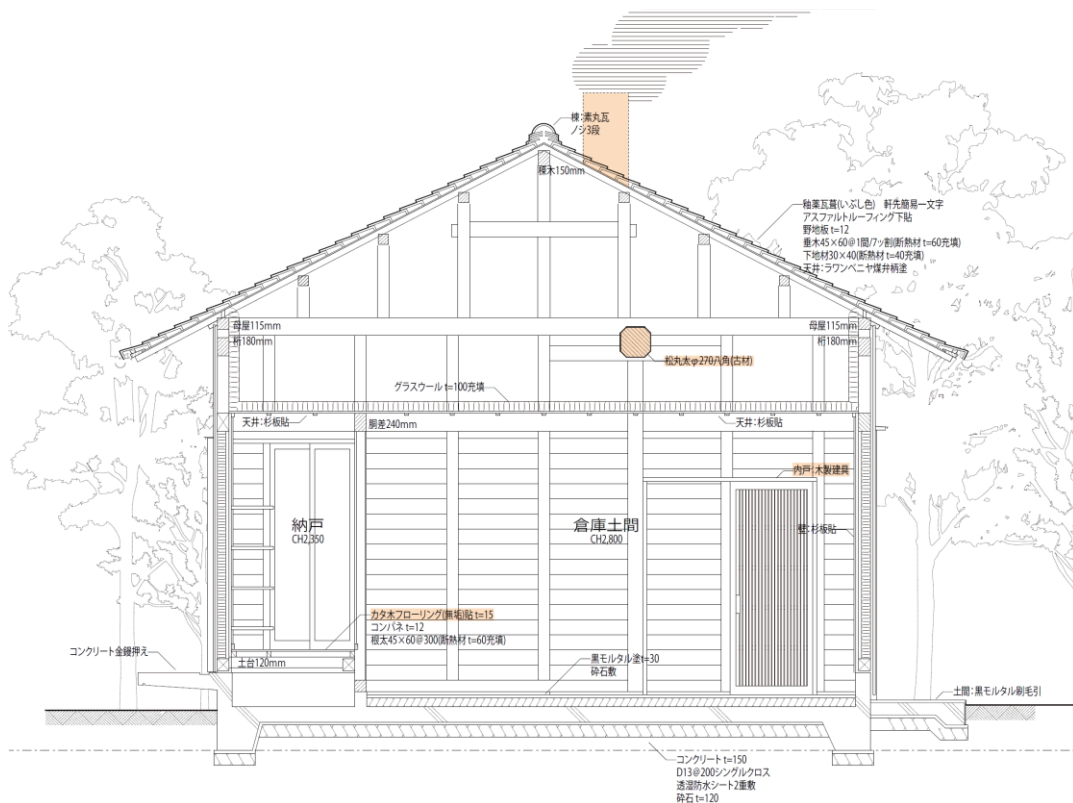 棟：素丸瓦
ノシ3段
棟木150mm
釉薬瓦葺(いぶし色)　軒先簡易一文字
アスファルトルーフィング下貼
野地板 t=12
垂木45×60@1間/7ッ割(断熱材 t=60充填)
下地材30×40(断熱材 t=40充填)
天井：ラワンベニヤ煤弁柄塗
母屋115mm
桁180mm
母屋115mm
桁180mm
松丸太φ270八角(古材)
グラスウール t=100充填
天井：杉板貼
胴差240mm
天井：杉板貼
内戸：木製建具
納戸
CH2,350
倉庫土間
CH2,800
壁：杉板貼
カタ木フローリング(無垢)貼 t=15
コンパネ t=12
根太45×60@300(断熱材 t=60充填)
コンクリート金鏝押え
土台120mm
黒モルタル塗t=30
砕石敷
土間：黒モルタル刷毛引
コンクリート t=150
D13@200シングルクロス
透湿防水シート2重敷
砕石 t=120